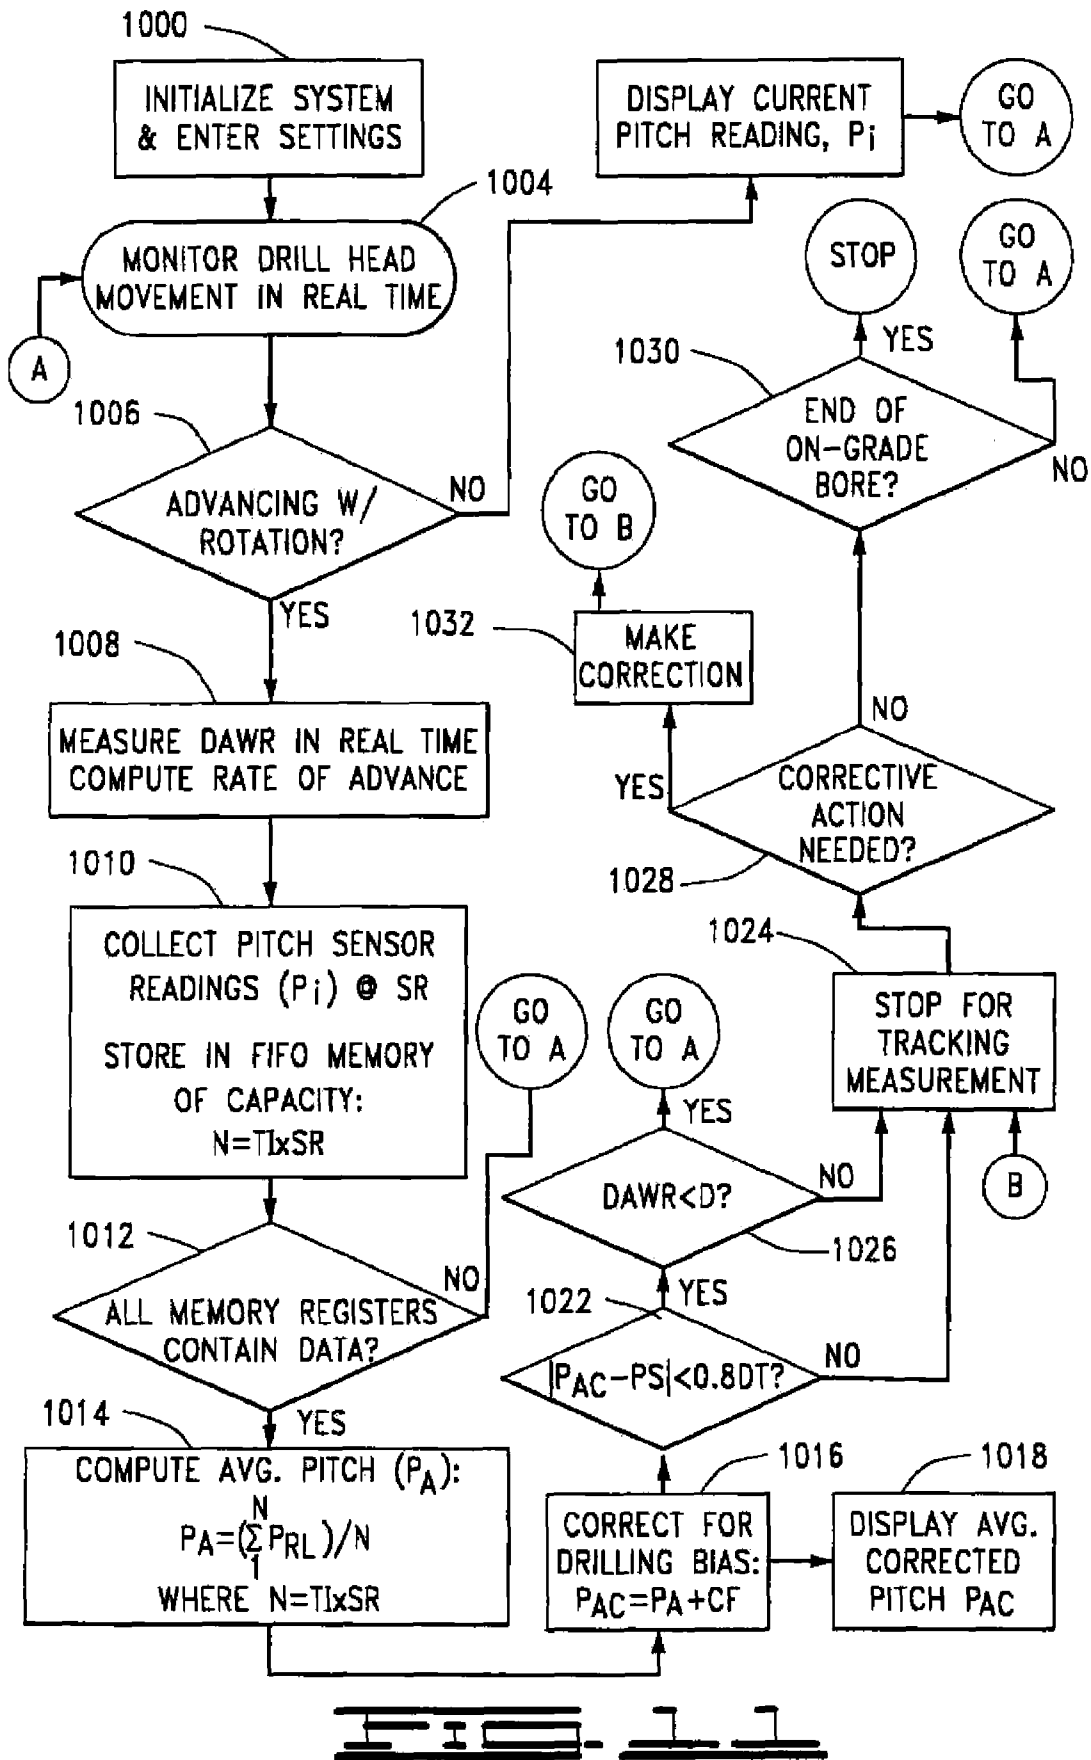 1000
INITIALIZE SYSTEM
& ENTER SETTINGS
1004
MONITOR DRILL HEAD
MOVEMENT IN REAL TIME
A
1006
ADVANCING W/
ROTATION?
NO
YES
DISPLAY CURRENT
PITCH READING, Pi
GO
TO A
1008
MEASURE DAWR IN REAL TIME
COMPUTE RATE OF ADVANCE
1010
COLLECT PITCH SENSOR
READINGS (Pi) @ SR
STORE IN FIFO MEMORY
OF CAPACITY:
N=TIxSR
1012
ALL MEMORY REGISTERS
CONTAIN DATA?
NO
GO
TO A
YES
1014
COMPUTE AVG. PITCH (PA):
N
PA=(Σ PRL)/N
1
WHERE N=TIxSR
1016
CORRECT FOR
DRILLING BIAS:
PAC=PA+CF
1018
DISPLAY AVG.
CORRECTED
PITCH PAC
1022
|PAC-PS|<0.8DT?
NO
YES
DAWR<D?
1026
NO
YES
GO
TO A
B
1024
STOP FOR
TRACKING
MEASUREMENT
1028
CORRECTIVE
ACTION
NEEDED?
YES
NO
1032
MAKE
CORRECTION
GO
TO B
1030
END OF
ON-GRADE
BORE?
YES
NO
STOP
GO
TO A